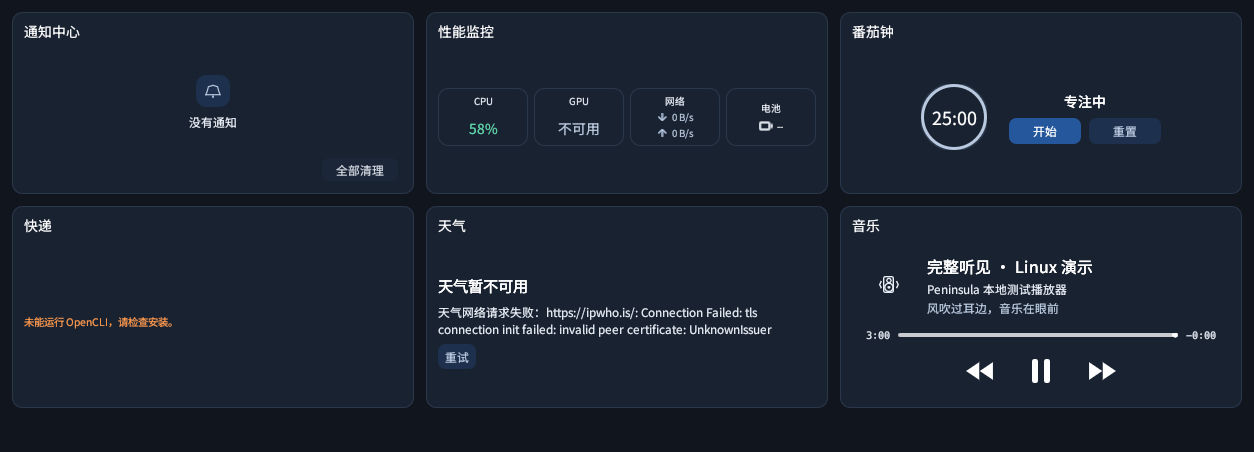 通知中心
没有通知
全部清理
性能监控
CPU
58%
GPU
不可用
网络
0 B/s
0 B/s
电池
--
番茄钟
25:00
专注中
开始
重置
快递
未能运行 OpenCLI，请检查安装。
天气
天气暂不可用
天气网络请求失败：https://ipwho.is/: Connection Failed: tls
connection init failed: invalid peer certificate: UnknownIssuer
重试
音乐
完整听见 · Linux 演示
Peninsula 本地测试播放器
风吹过耳边，音乐在眼前
3:00
-0:00